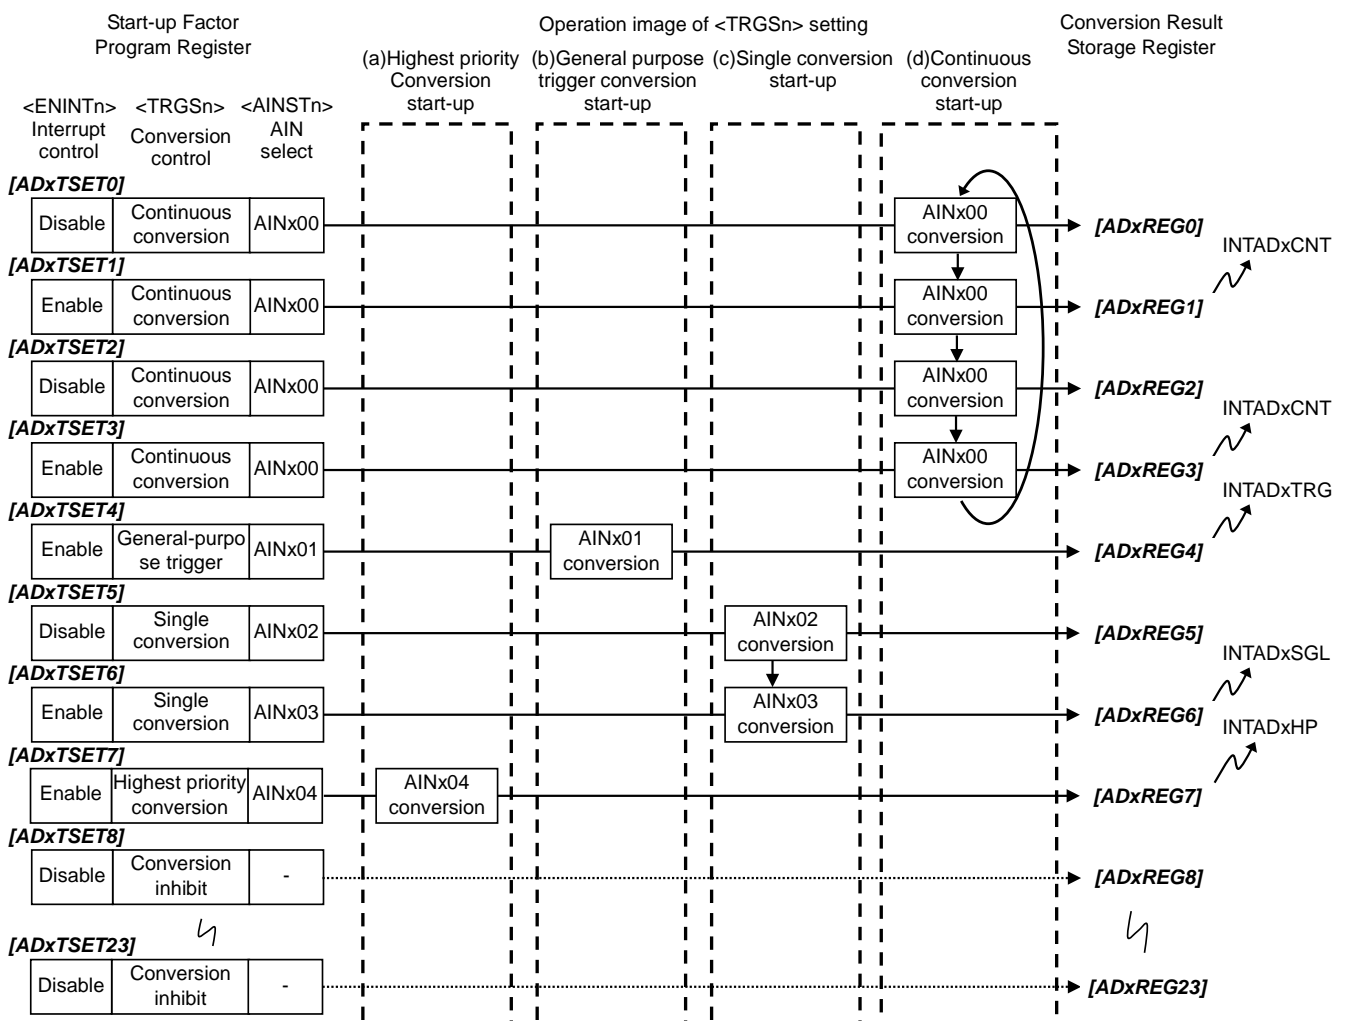 Start-up Factor
Program Register
Operation image of <TRGSn> setting
Conversion Result
Storage Register
(a)Highest priority
Conversion
start-up
(b)General purpose
trigger conversion
start-up
(c)Single conversion
start-up
(d)Continuous
conversion
start-up
<ENINTn>
Interrupt
control
<TRGSn>
Conversion
control
<AINSTn>
AIN
select
[ADxTSET0]
Disable
Continuous
conversion
AINx00
AINx00
conversion
[ADxREG0]
INTADxCNT
[ADxTSET1]
Enable
Continuous
conversion
AINx00
AINx00
conversion
[ADxREG1]
[ADxTSET2]
Disable
Continuous
conversion
AINx00
AINx00
conversion
[ADxREG2]
INTADxCNT
[ADxTSET3]
Enable
Continuous
conversion
AINx00
AINx00
conversion
[ADxREG3]
INTADxTRG
[ADxTSET4]
Enable
General-purpo
se trigger
AINx01
AINx01
conversion
[ADxREG4]
[ADxTSET5]
Disable
Single
conversion
AINx02
AINx02
conversion
[ADxREG5]
INTADxSGL
[ADxTSET6]
Enable
Single
conversion
AINx03
AINx03
conversion
[ADxREG6]
INTADxHP
[ADxTSET7]
Enable
Highest priority
conversion
AINx04
AINx04
conversion
[ADxREG7]
[ADxTSET8]
Disable
Conversion
inhibit
-
[ADxREG8]
[ADxTSET23]
Disable
Conversion
inhibit
-
[ADxREG23]